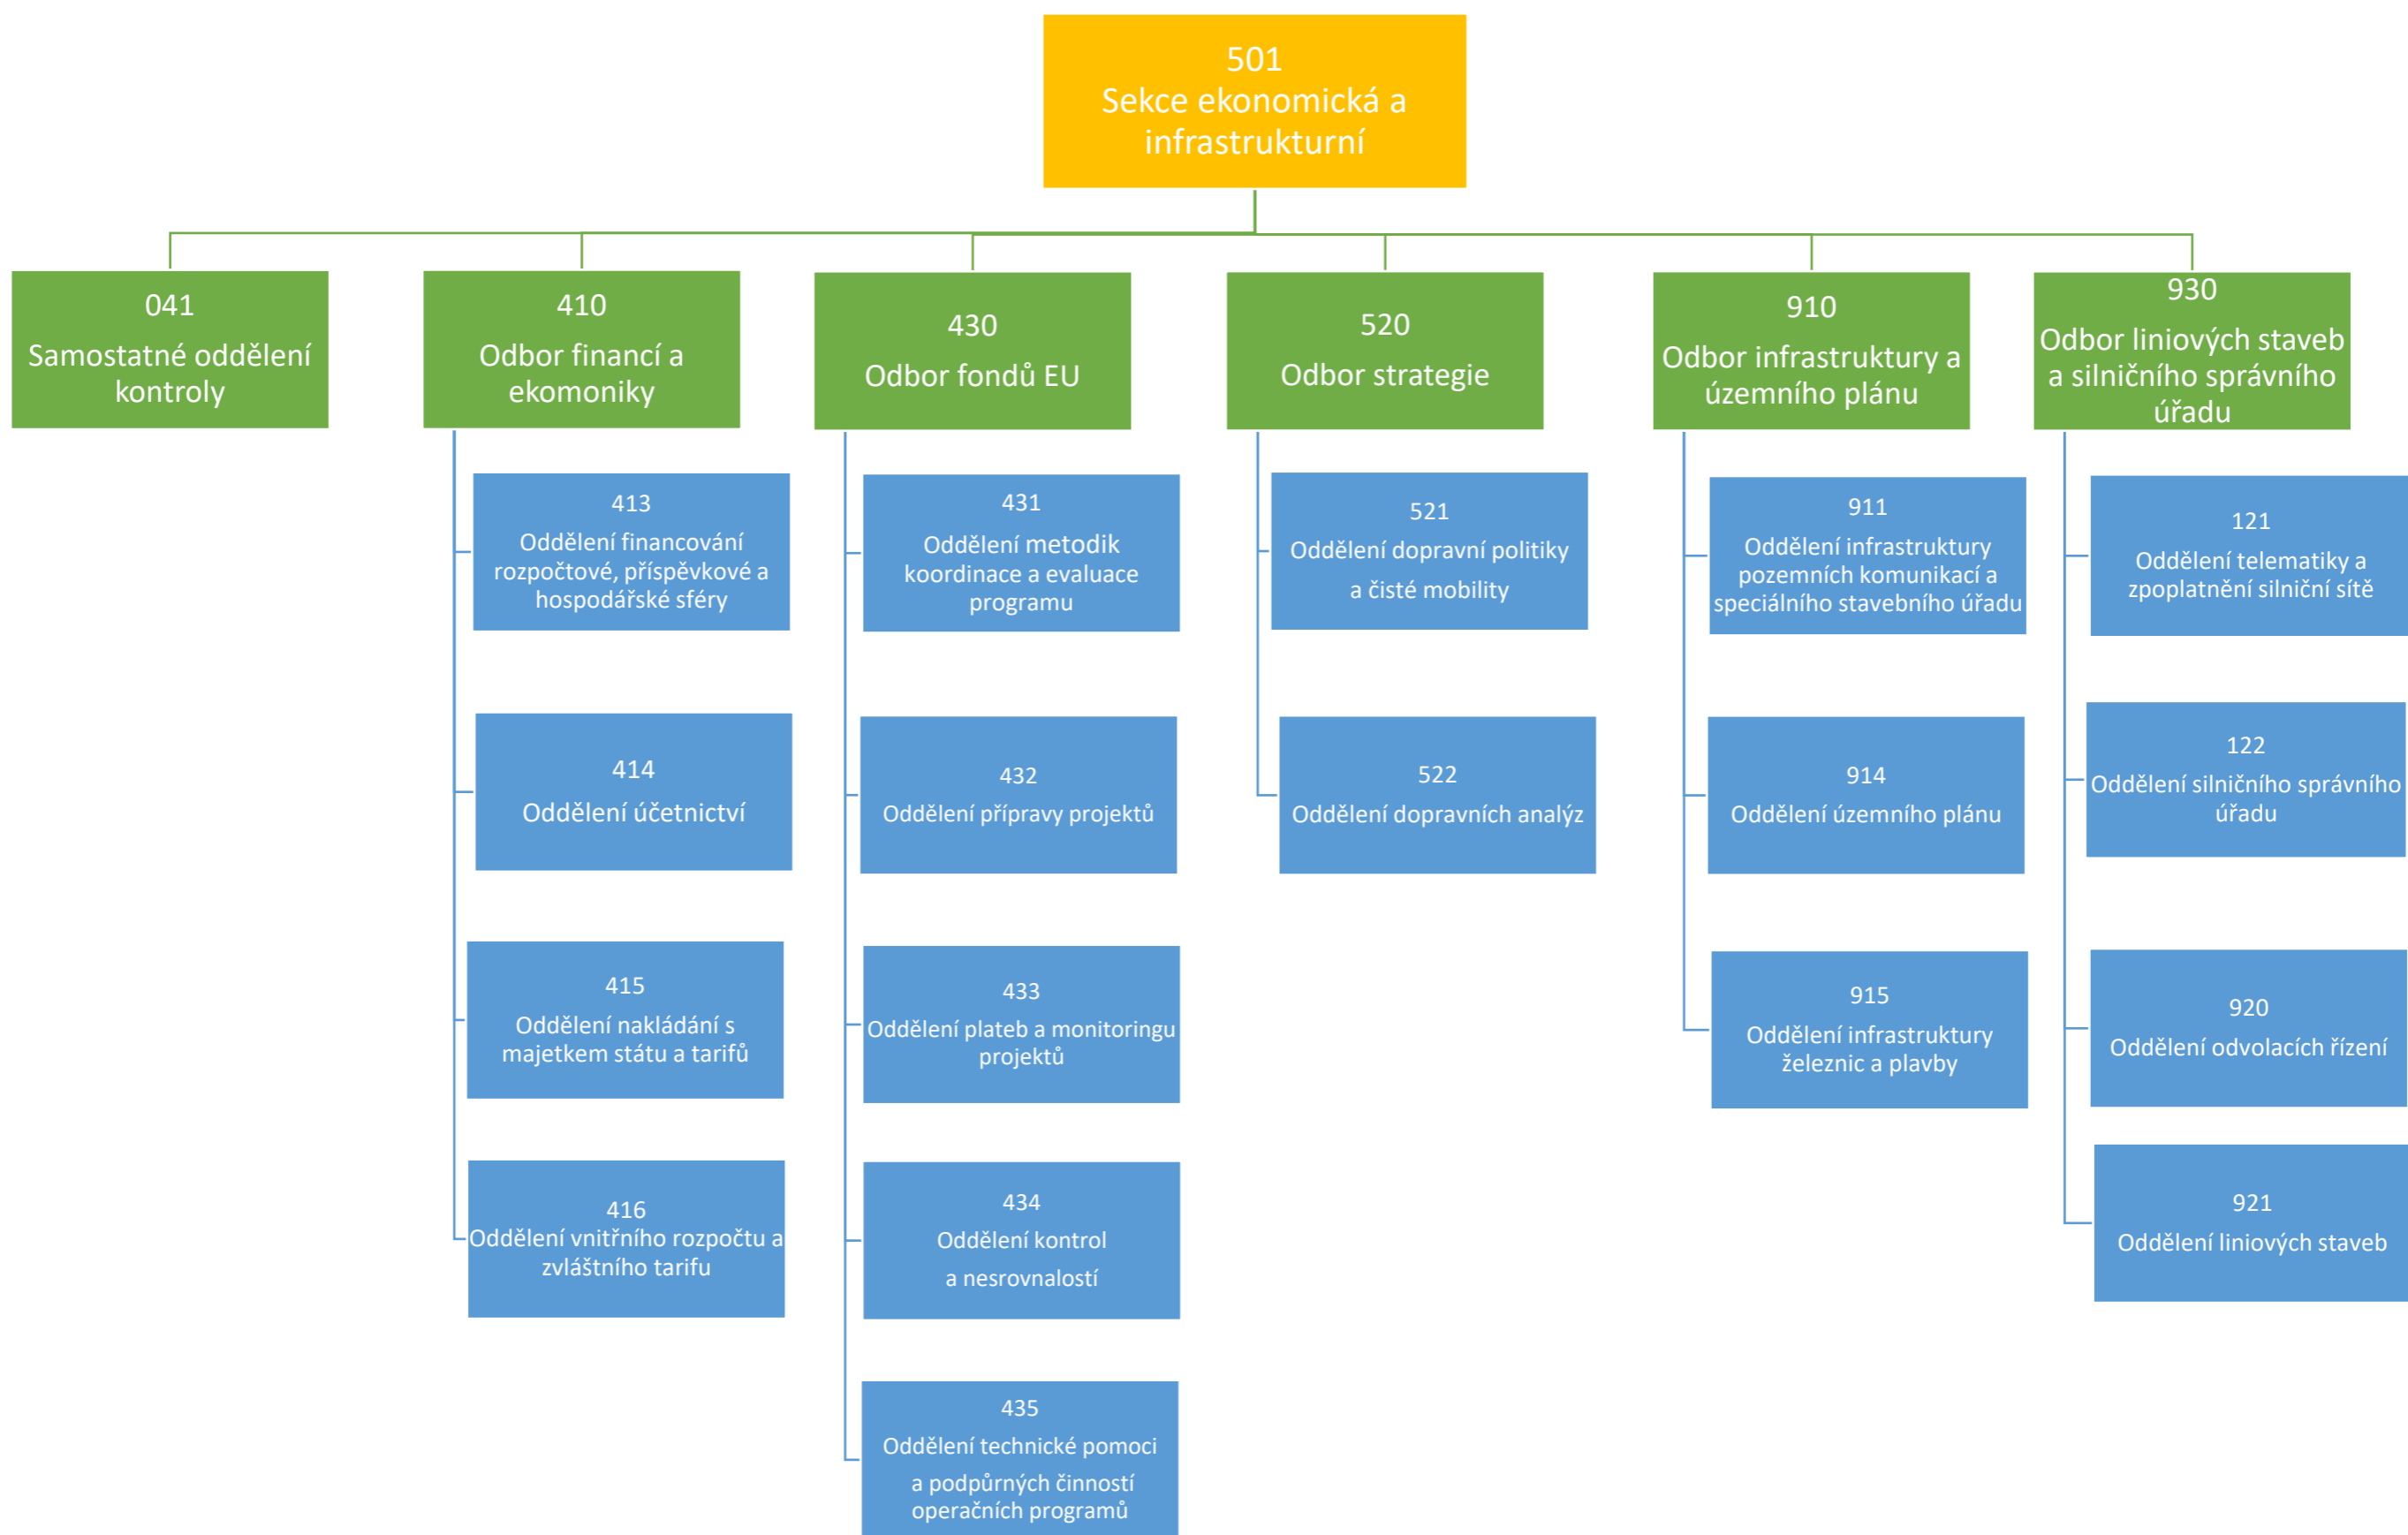 501
Sekce ekonomická a
infrastrukturní
041
Samostatné oddělení
kontroly
410
Odbor financí a
ekomoniky
430
Odbor fondů EU
520
Odbor strategie
910
Odbor infrastruktury a
územního plánu
930
Odbor liniových staveb
a silničního správního
úřadu
413
Oddělení financování
rozpočtové, příspěvkové a
hospodářské sféry
414
Oddělení účetnictví
415
Oddělení nakládání s
majetkem státu a tarifů
416
Oddělení vnitřního rozpočtu a
zvláštního tarifu
431
Oddělení metodik
koordinace a evaluace
programu
432
Oddělení přípravy projektů
433
Oddělení plateb a monitoringu
projektů
434
Oddělení kontrol
a nesrovnalostí
435
Oddělení technické pomoci
a podpůrných činností
operačních programů
521
Oddělení dopravní politiky
a čisté mobility
522
Oddělení dopravních analýz
911
Oddělení infrastruktury
pozemních komunikací a
speciálního stavebního úřadu
914
Oddělení územního plánu
915
Oddělení infrastruktury
železnic a plavby
121
Oddělení telematiky a
zpoplatnění silniční sítě
122
Oddělení silničního správního
úřadu
920
Oddělení odvolacích řízení
921
Oddělení liniových staveb